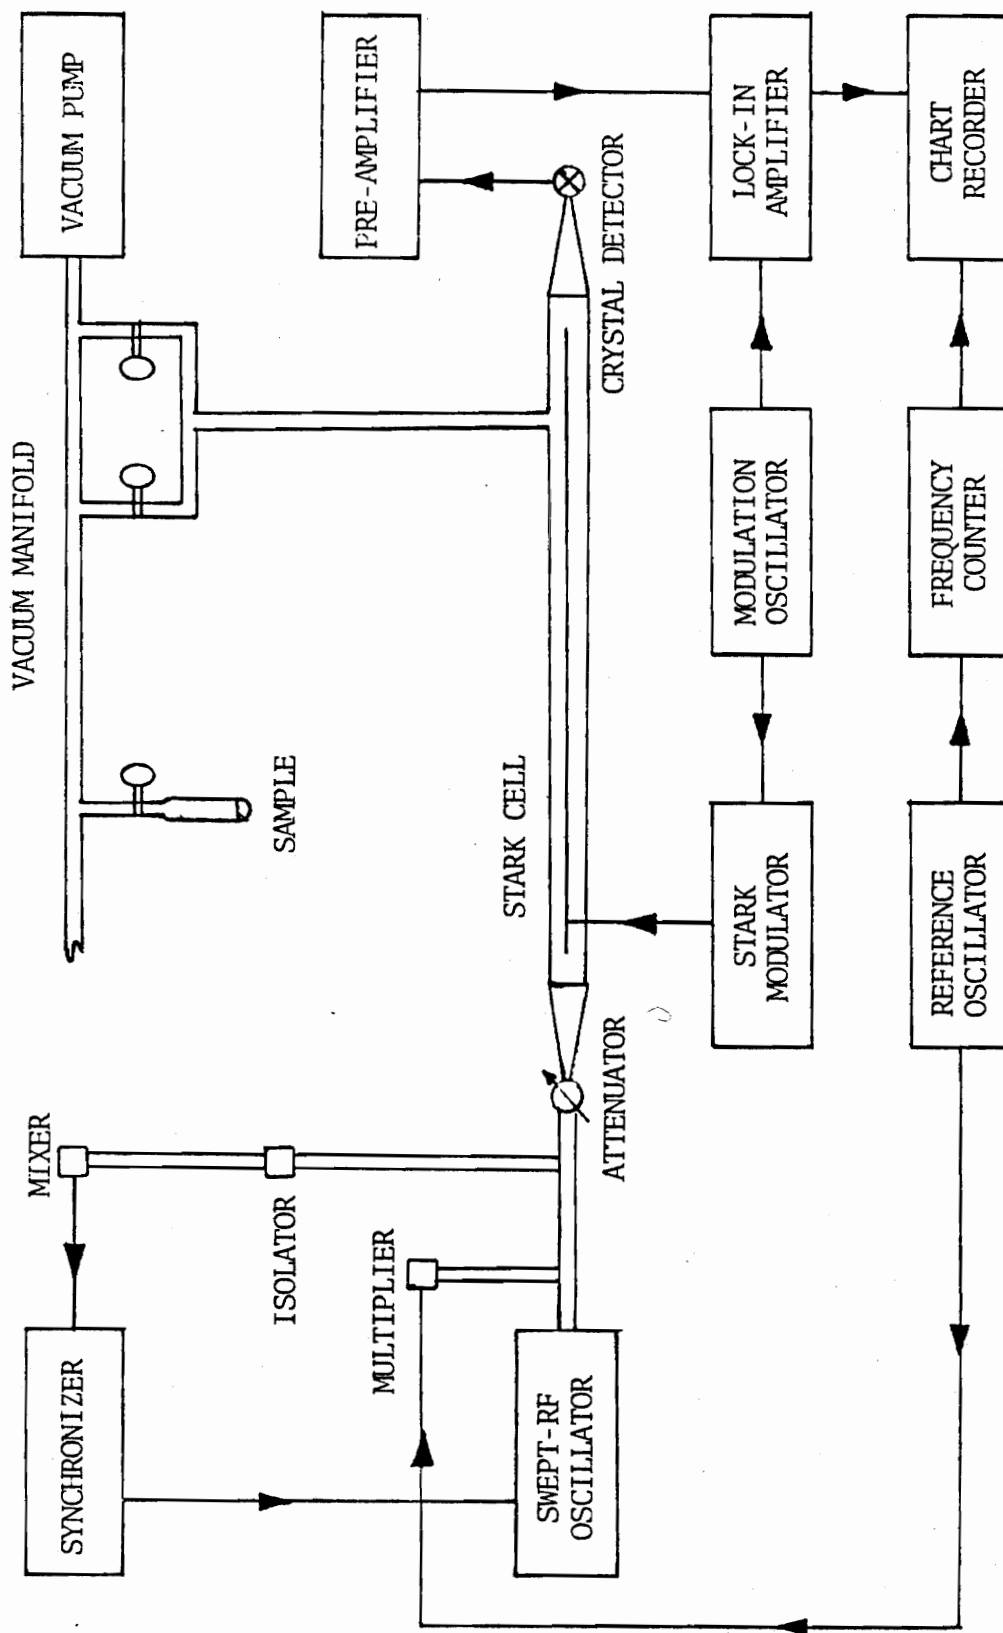 SYNCHRONIZER
MIXER
VACUUM MANIFOLD
VACUUM PUMP
ISOLATOR
SAMPLE
MULTIPLIER
PRE-AMPLIFIER
SWEPT-RF
OSCILLATOR
ATTENUATOR
STARK CELL
CRYSTAL DETECTOR
STARK
MODULATOR
MODULATION
OSCILLATOR
LOCK-IN
AMPLIFIER
REFERENCE
OSCILLATOR
FREQUENCY
COUNTER
CHART
RECORDER